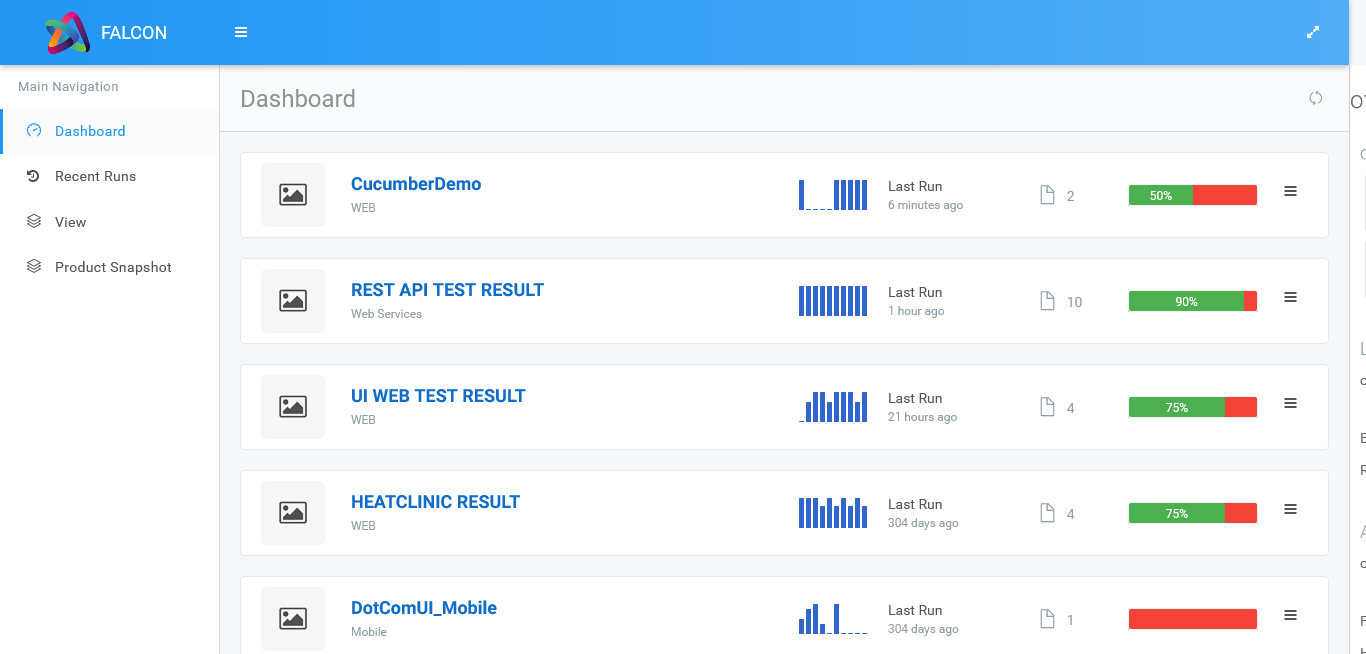 FALCON
Main Navigation
Dashboard
Recent Runs
View
Product Snapshot
Dashboard
CucumberDemo
WEB
Last Run
6 minutes ago
2
50%
REST API TEST RESULT
Web Services
Last Run
1 hour ago
10
90%
UI WEB TEST RESULT
WEB
Last Run
21 hours ago
4
75%
HEATCLINIC RESULT
WEB
Last Run
304 days ago
4
75%
DotComUI_Mobile
Mobile
Last Run
304 days ago
1